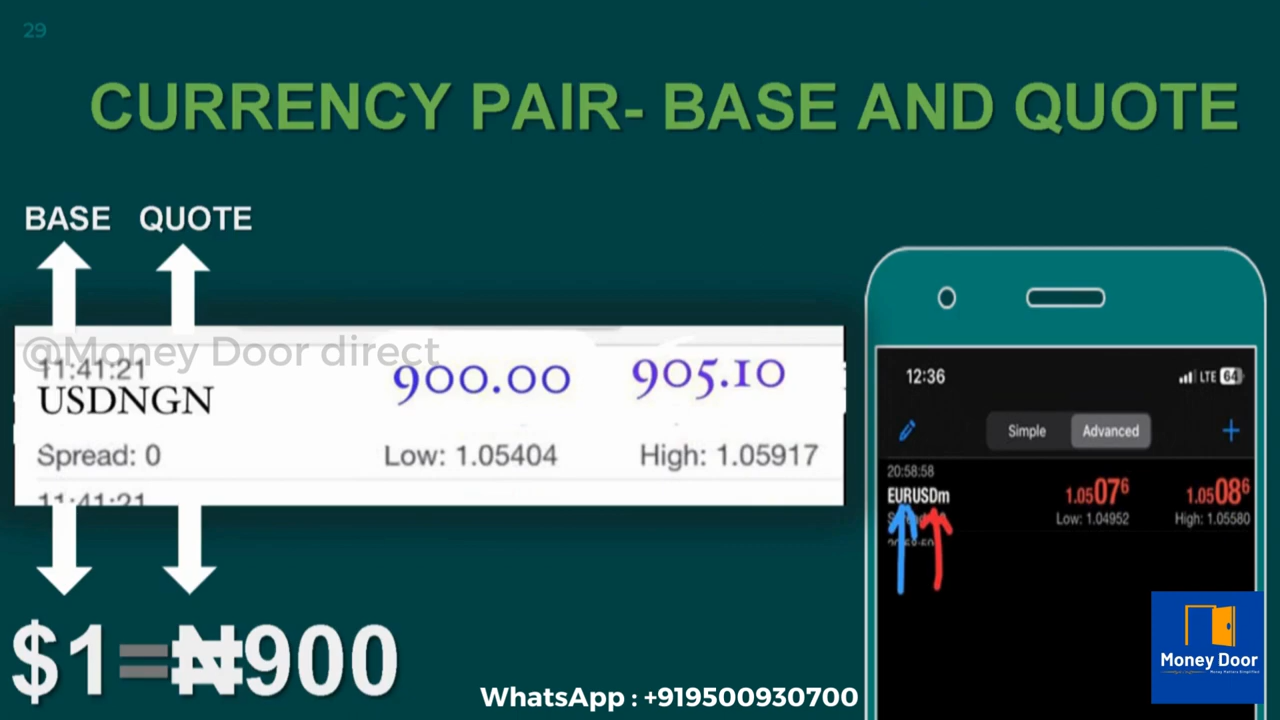 29
CURRENCY PAIR- BASE AND QUOTE
BASE QUOTE
@Money Door direct
11:41:21
USDNGN
900.00 905.10
Spread: 0 Low: 1.05404 High: 1.05917
11:41:21
$1=₦900
12:36 LTE 64
Simple Advanced
20:58:58
EURUSDm 1.05076 1.05086
Low: 1.04952 High: 1.05580
Money Door
WhatsApp : +919500930700